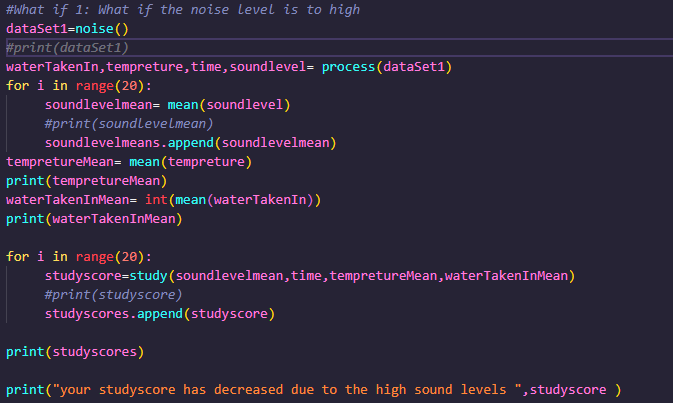 #What if 1: What if the noise level is to high
dataSet1=noise()
#print(dataSet1)
waterTakenIn,tempreture,time,soundlevel= process(dataSet1)
for i in range(20):
     soundlevelmean= mean(soundlevel)
     #print(soundlevelmean)
     soundlevelmeans.append(soundlevelmean)
tempretureMean= mean(tempreture)
print(tempretureMean)
waterTakenInMean= int(mean(waterTakenIn))
print(waterTakenInMean)

for i in range(20):
     studyscore=study(soundlevelmean,time,tempretureMean,waterTakenInMean)
     #print(studyscore)
     studyscores.append(studyscore)

print(studyscores)

print("your studyscore has decreased due to the high sound levels ",studyscore )